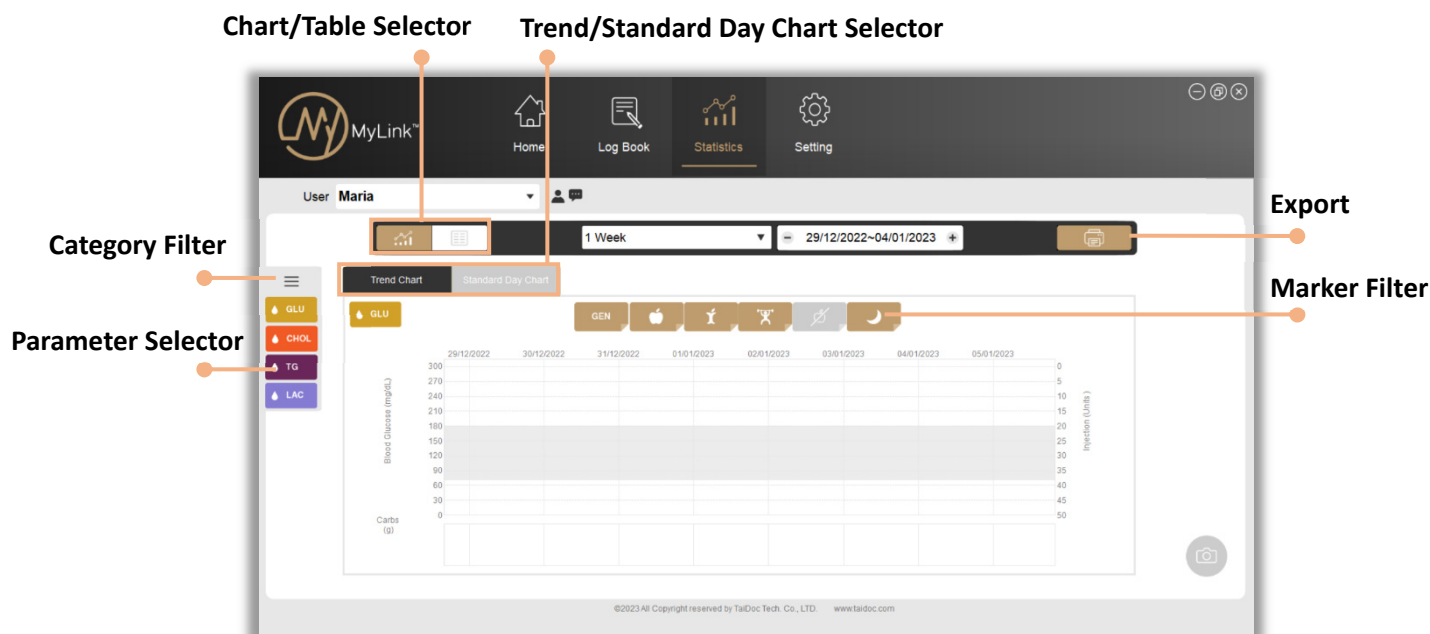 Chart/Table Selector
Trend/Standard Day Chart Selector
My MyLink™
Home
Log Book
Statistics
Setting
User Maria
Export
Category Filter
1 Week
29/12/2022~04/01/2023
Trend Chart
Standard Day Chart
Marker Filter
GLU
GLU
GEN
Parameter Selector
CHOL
TG
LAC
29/12/2022 30/12/2022 31/12/2022 01/01/2023 02/01/2023 03/01/2023 04/01/2023 05/01/2023
300 0
270 5
240 10
210 15
180 20
150 25
120 30
90 35
60 40
30 45
0 50
Blood Glucose (mg/dL)
Injection (Units )
Carbs
(g)
©2023 All Copyright reserved by TaiDoc Tech. Co., LTD. www.taidoc.com